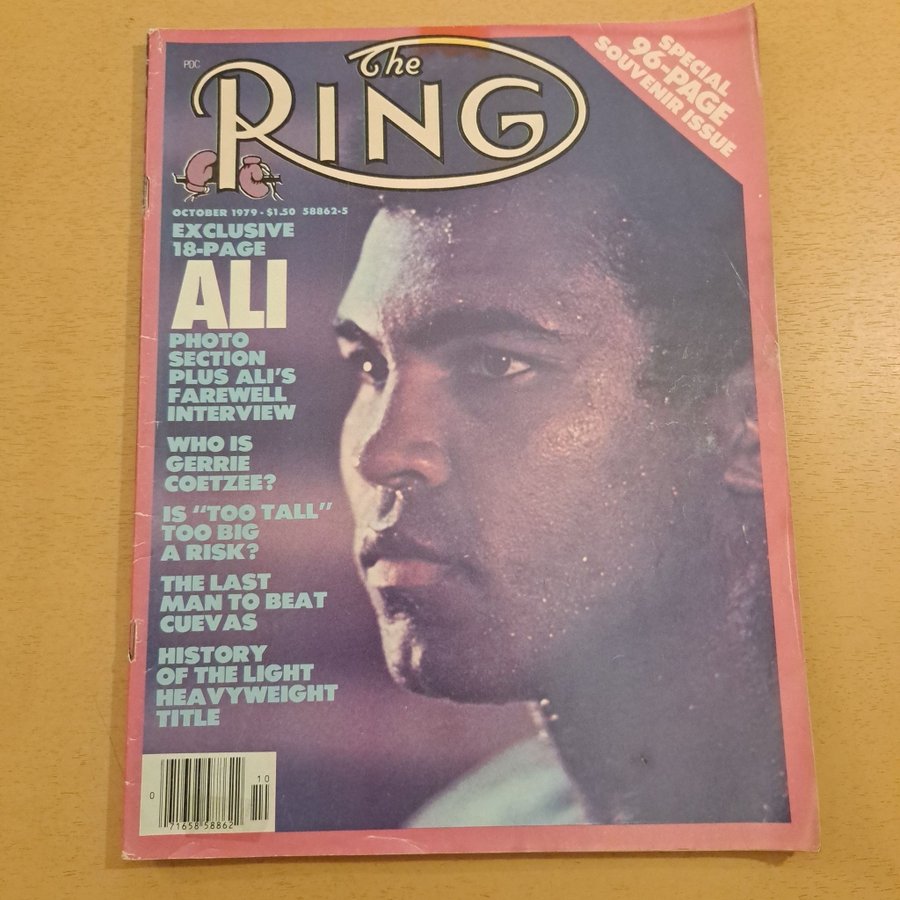 PDC
The
RING
SPECIAL
96-PAGE
SOUVENIR ISSUE
OCTOBER 1979 - $1.50 58862-5
EXCLUSIVE
18-PAGE
ALI
PHOTO
SECTION
PLUS ALI'S
FAREWELL
INTERVIEW
WHO IS
GERRIE
COETZEE?
IS "TOO TALL"
TOO BIG
A RISK?
THE LAST
MAN TO BEAT
CUEVAS
HISTORY
OF THE LIGHT
HEAVYWEIGHT
TITLE
10
0
71658 58862